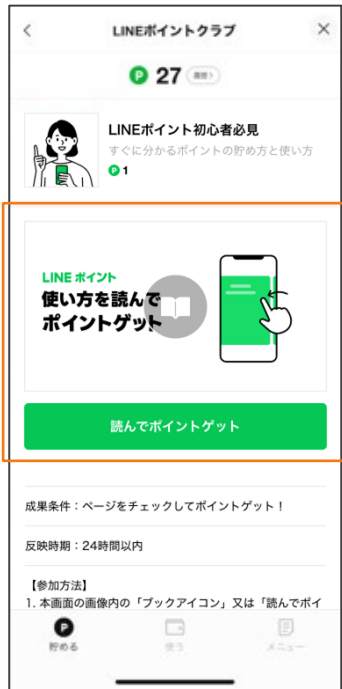 LINEポイントクラブ
P 27 履歴
LINEポイント初心者必見
すぐに分かるポイントの貯め方と使い方
P 1
LINE ポイント
使い方を読んで
ポイントゲット
読んでポイントゲット
成果条件：ページをチェックしてポイントゲット！
反映時期：24時間以内
【参加方法】
1. 本画面の画像内の「ブックアイコン」又は「読んでポイ
P
貯める
使う
メニュー